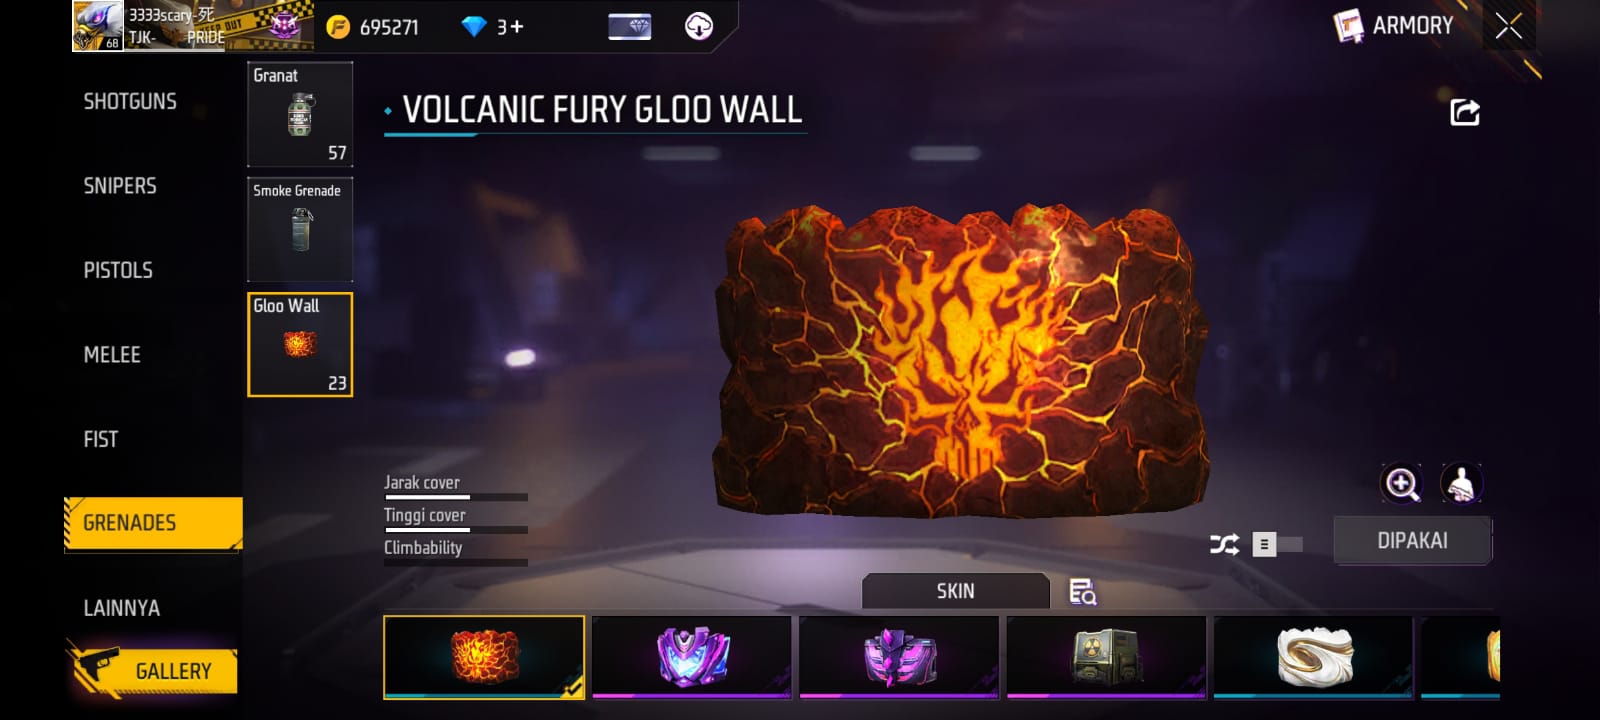 3333scary-死
TJK-
PRIDE
68
695271
3+
ARMORY
SHOTGUNS
SNIPERS
PISTOLS
MELEE
FIST
GRENADES
LAINNYA
GALLERY
Granat
57
Smoke Grenade
Gloo Wall
23
VOLCANIC FURY GLOO WALL
Jarak cover
Tinggi cover
Climbability
DIPAKAI
SKIN